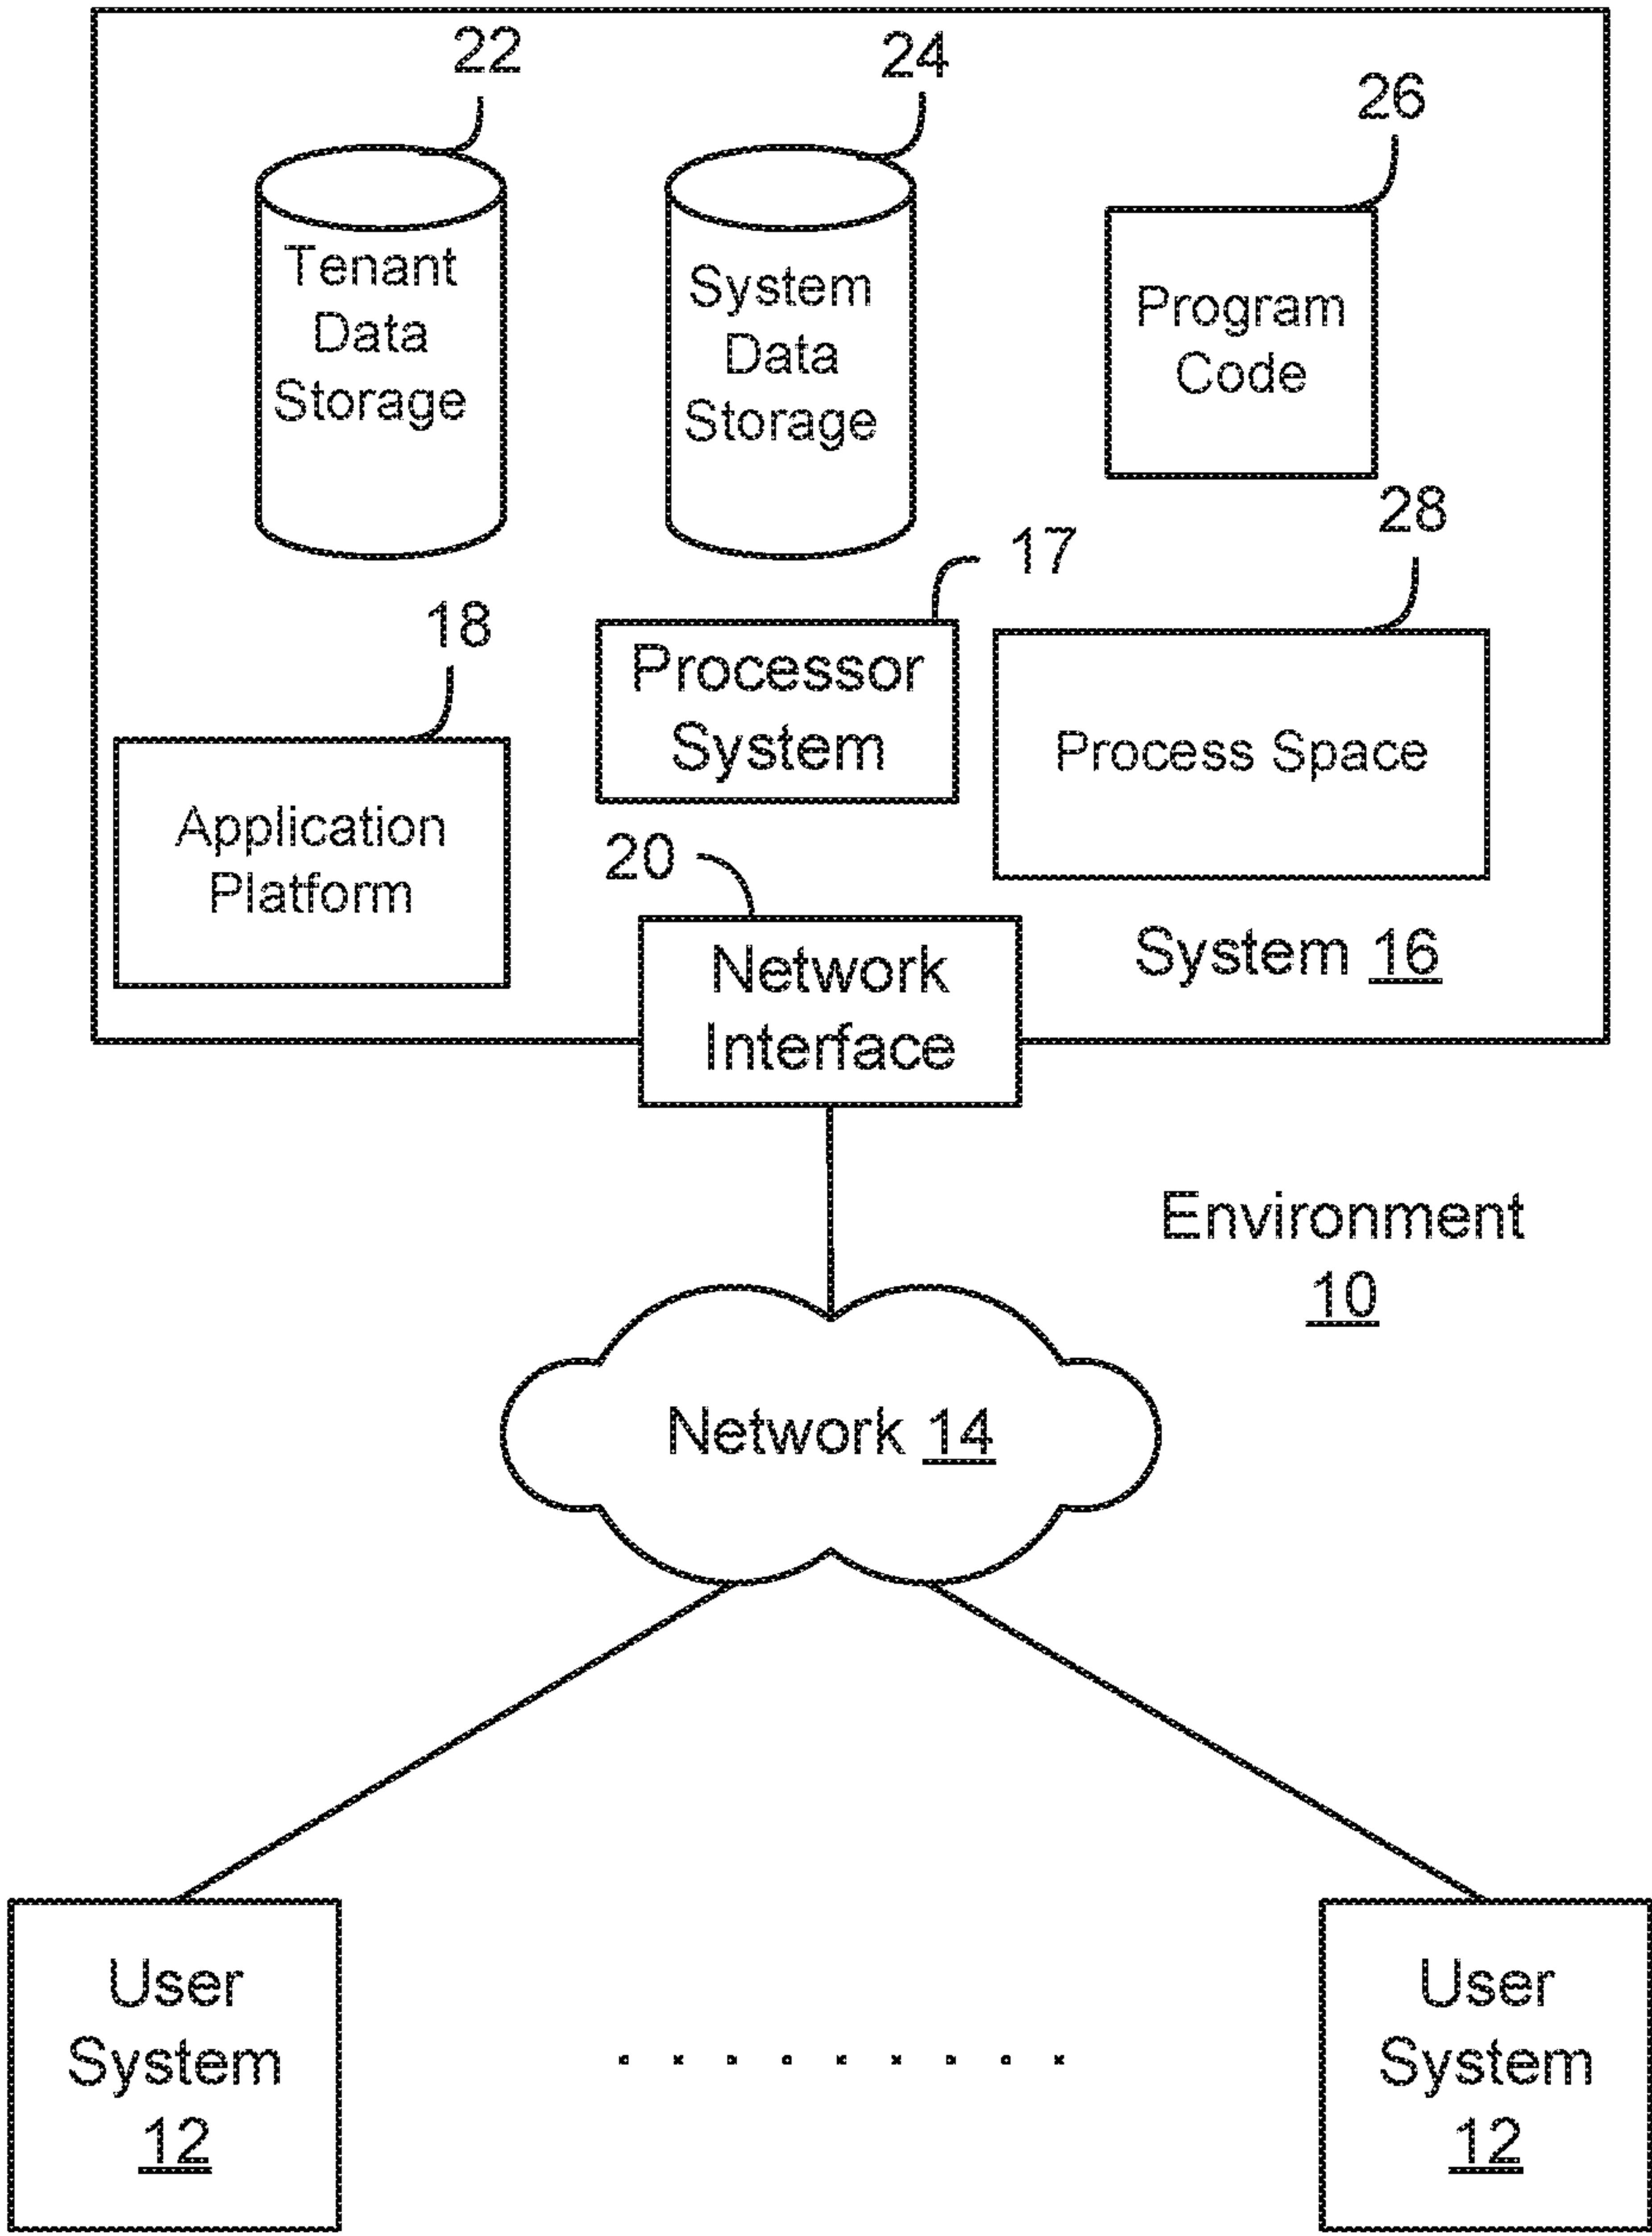 22
24
26
Tenant
Data
Storage
System
Data
Storage
Program
Code
28
17
18
Processor
System
Process Space
Application
Platform
20
Network
Interface
System 16
Environment
10
Network 14
User
System
12
User
System
12